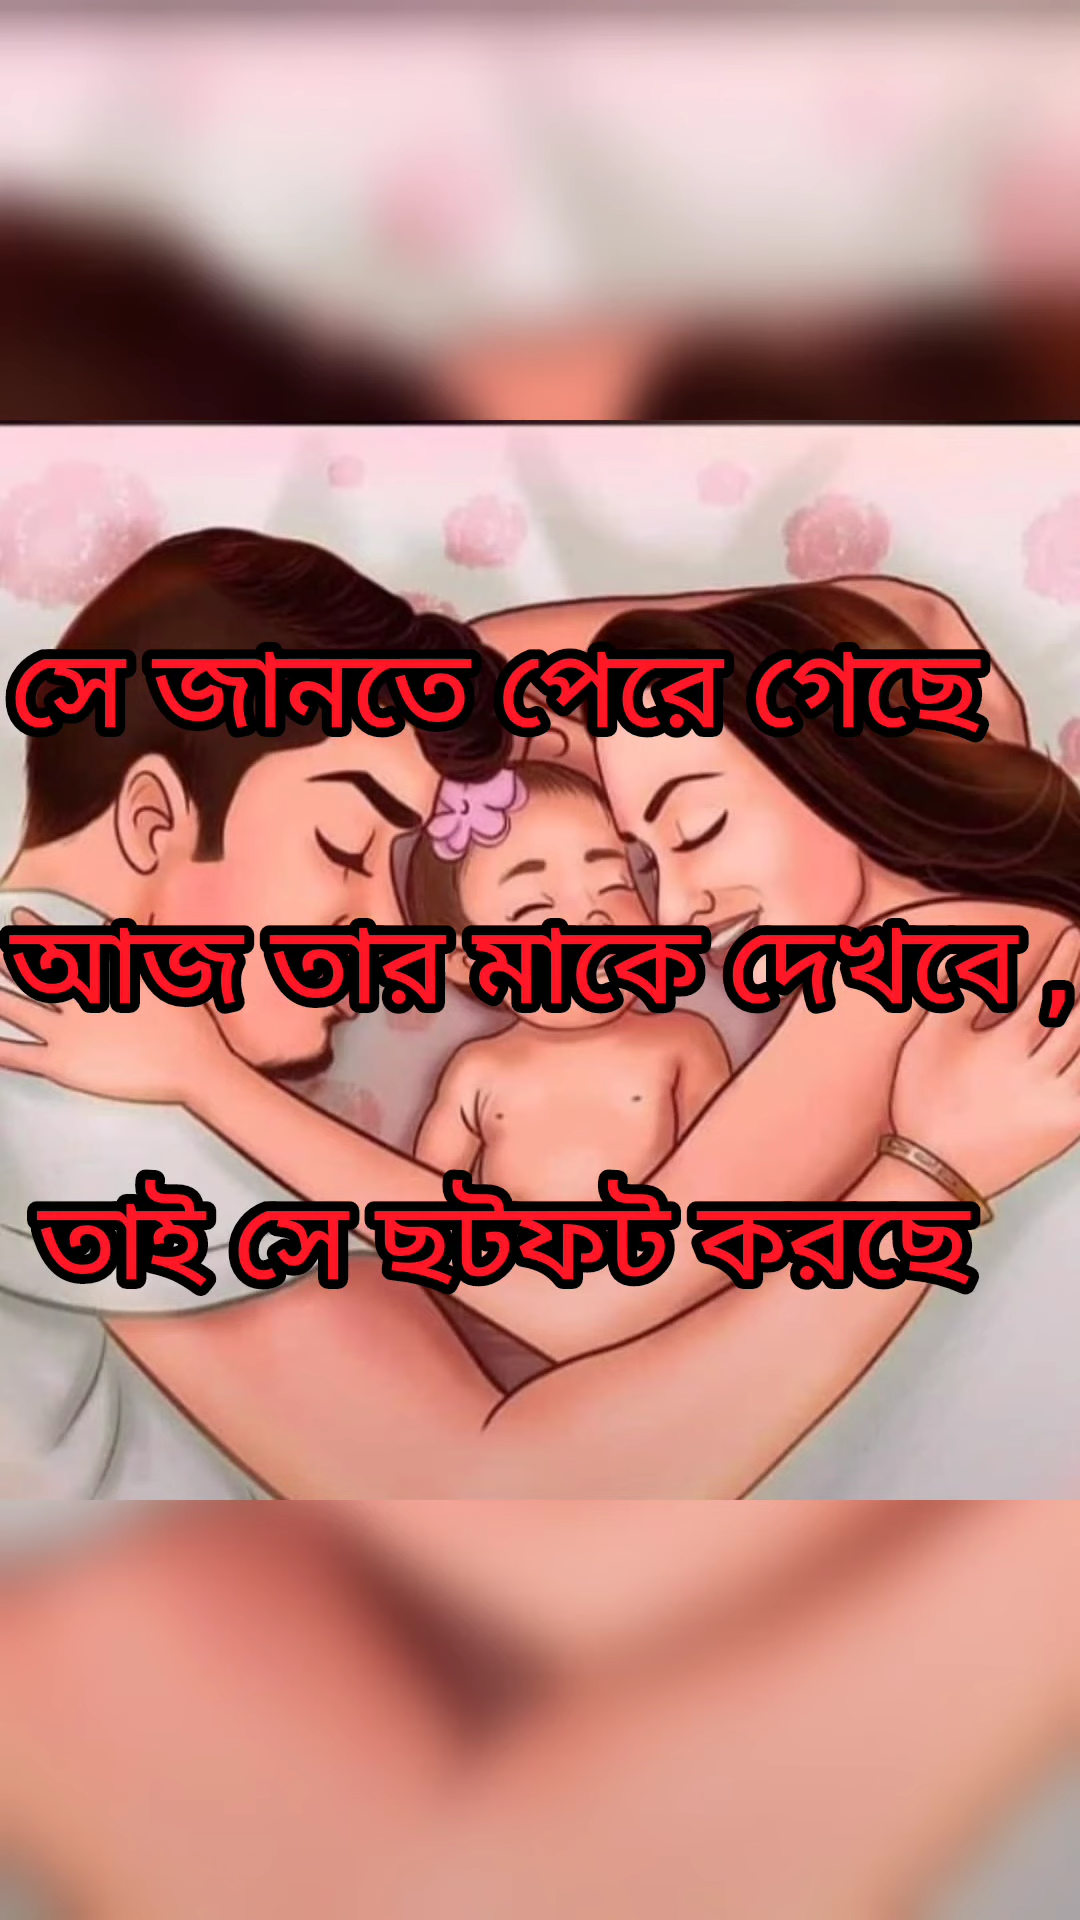 সে জানতে পেরে গেছে
আজ তার মাকে দেখবে ,
তাই সে ছটফট করছে